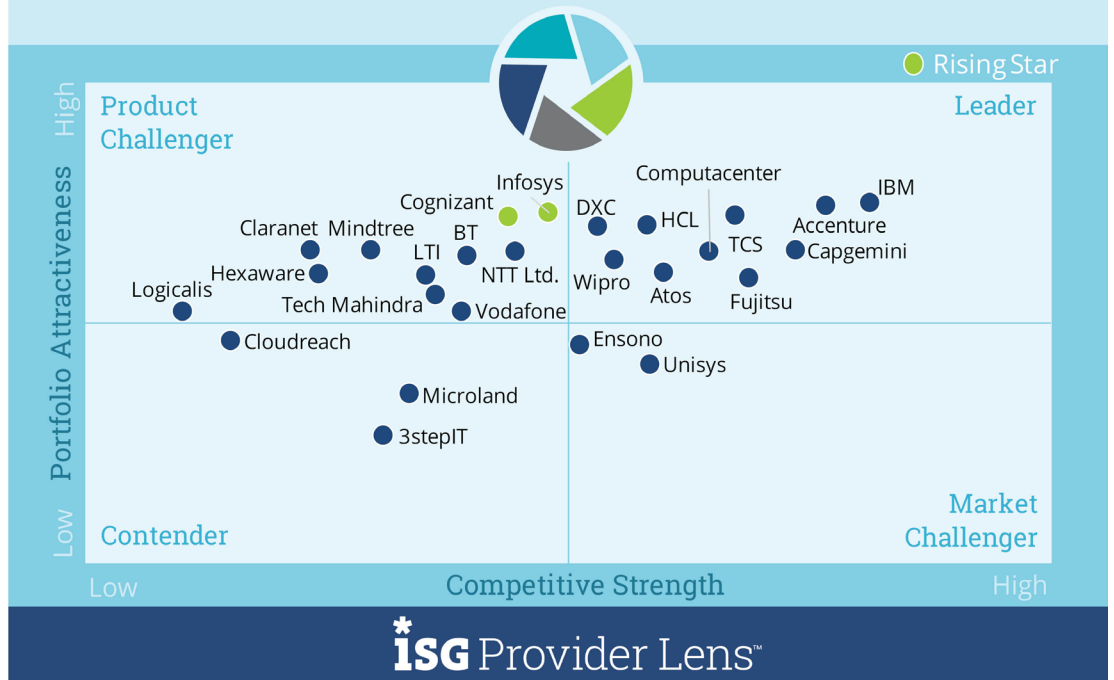 Rising Star
Product
Challenger
Leader
High
Portfolio Attractiveness
Low
Computacenter
Infosys
IBM
Cognizant
DXC
HCL
Accenture
Claranet
Mindtree
BT
TCS
LTI
Capgemini
Hexaware
NTT Ltd.
Wipro
Logicalis
Tech Mahindra
Atos
Fujitsu
Vodafone
Cloudreach
Ensono
Unisys
Microland
3stepIT
Contender
Market
Challenger
Low
Competitive Strength
High
*ISG Provider Lens™